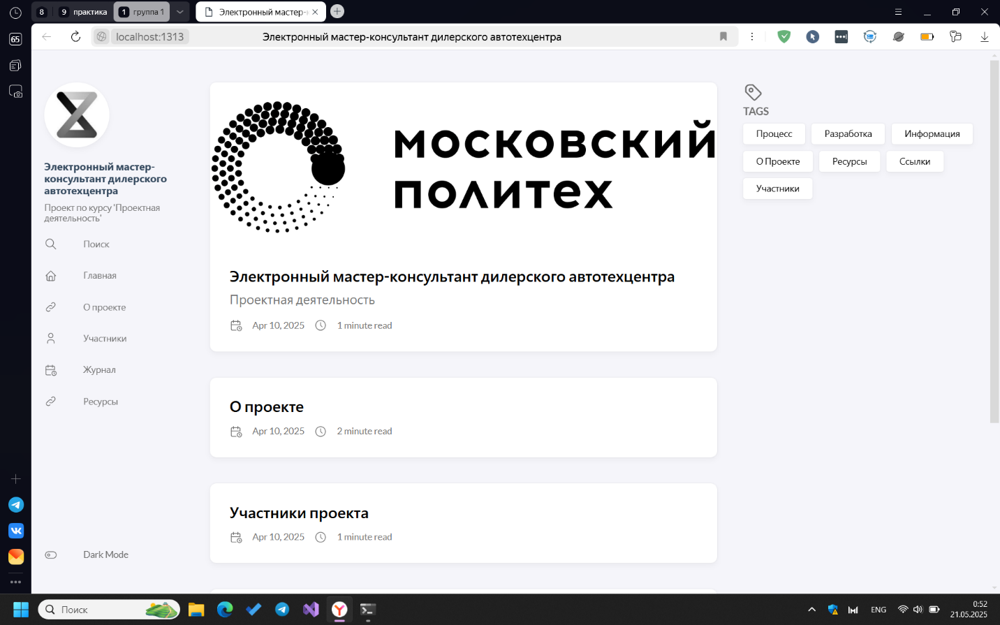 8
9 практика
1 группа 1
Электронный мастер-к
65
localhost:1313
Электронный мастер-консультант дилерского автотехцентра
Электронный мастер-
консультант дилерского
автотехцентра
Проект по курсу 'Проектная
деятельность'
Поиск
Главная
О проекте
Участники
Журнал
Ресурсы
Dark Mode
московский
политех
Электронный мастер-консультант дилерского автотехцентра
Проектная деятельность
Apr 10, 2025 1 minute read
О проекте
Apr 10, 2025 2 minute read
Участники проекта
Apr 10, 2025 1 minute read
TAGS
Процесс Разработка Информация
О Проекте Ресурсы Ссылки
Участники
Поиск
ENG
0:52
21.05.2025